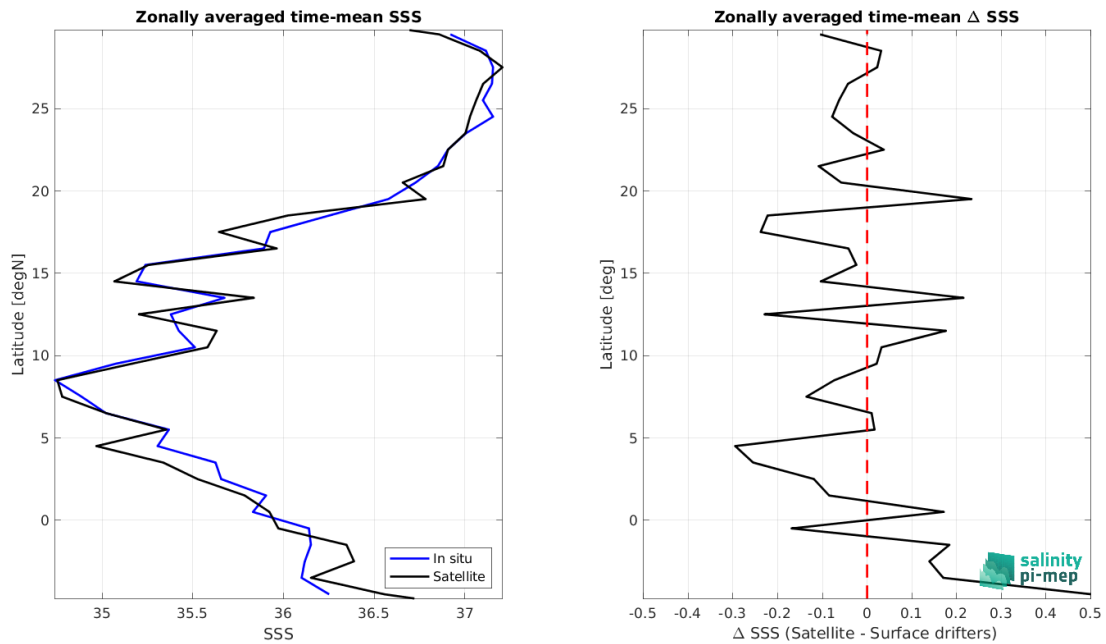 Zonally averaged time-mean SSS
Latitude [degN]
25
20
15
10
5
0
35
35.5
36
36.5
37
SSS
In situ
Satellite
Zonally averaged time-mean Δ SSS
Latitude [deg]
25
20
15
10
5
0
-0.5
-0.4
-0.3
-0.2
-0.1
0
0.1
0.2
0.3
0.4
0.5
Δ SSS (Satellite - Surface drifters)
salinity
pi-mep